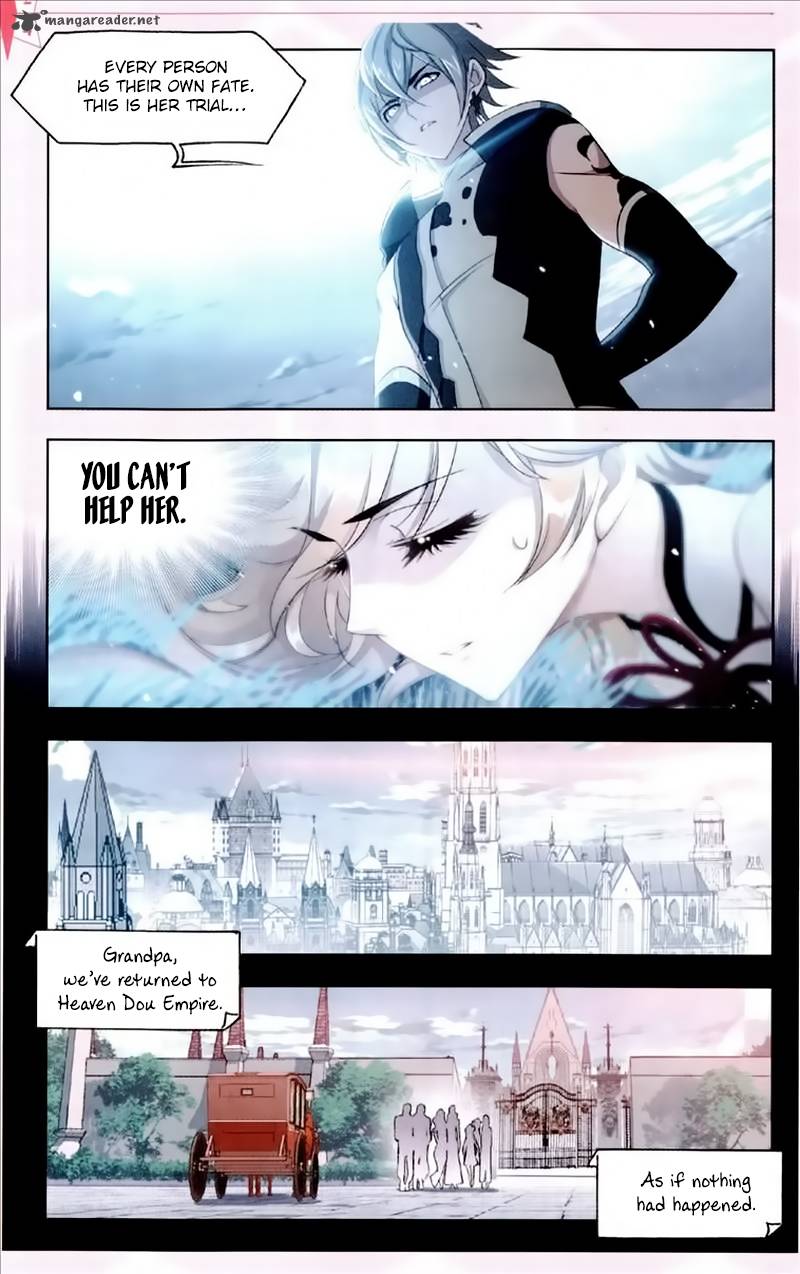 mangareader.net
EVERY PERSON
HAS THEIR OWN FATE.
THIS IS HER TRIAL...
YOU CAN'T
HELP HER.
Grandpa,
we've returned to
Heaven Dou Empire.
As if nothing
had happened.